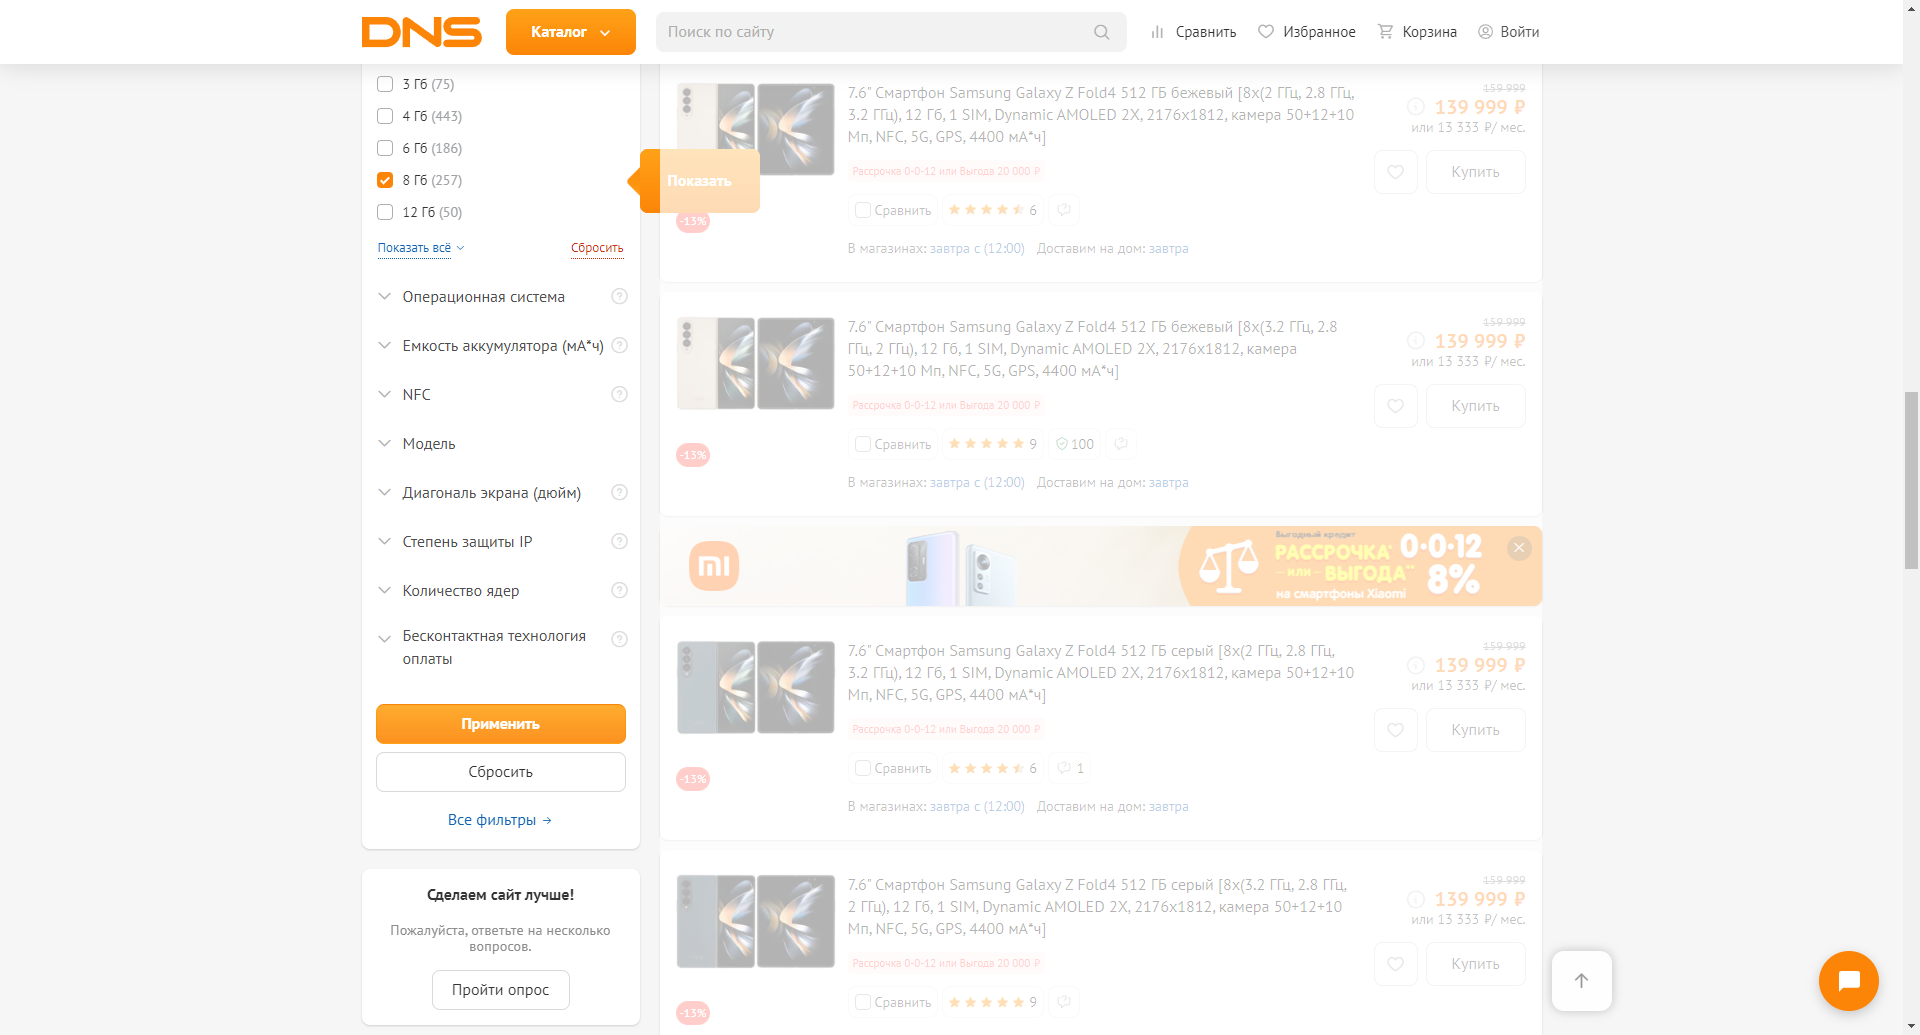 DNS
Каталог
Поиск по сайту
Сравнить
Избранное
Корзина
Войти
3 Гб (75)
4 Гб (443)
6 Гб (186)
8 Гб (257)
12 Гб (50)
Показать всё
Сбросить
Показать
Операционная система
Емкость аккумулятора (мА*ч)
NFC
Модель
Диагональ экрана (дюйм)
Степень защиты IP
Количество ядер
Бесконтактная технология
оплаты
Применить
Сбросить
Все фильтры →
Сделаем сайт лучше!
Пожалуйста, ответьте на несколько
вопросов.
Пройти опрос
7.6" Смартфон Samsung Galaxy Z Fold4 512 ГБ бежевый [8x(2 ГГц, 2.8 ГГц,
3.2 ГГц), 12 Гб, 1 SIM, Dynamic AMOLED 2X, 2176x1812, камера 50+12+10
Мп, NFC, 5G, GPS, 4400 мА*ч]
159 999
139 999 ₽
или 13 333 ₽/ мес.
Рассрочка 0-0-12 или Выгода 20 000 ₽
Купить
-13%
Сравнить
6
В магазинах: завтра с (12:00) Доставим на дом: завтра
7.6" Смартфон Samsung Galaxy Z Fold4 512 ГБ бежевый [8x(3.2 ГГц, 2.8
ГГц, 2 ГГц), 12 Гб, 1 SIM, Dynamic AMOLED 2X, 2176x1812, камера
50+12+10 Мп, NFC, 5G, GPS, 4400 мА*ч]
159 999
139 999 ₽
или 13 333 ₽/ мес.
Рассрочка 0-0-12 или Выгода 20 000 ₽
Купить
-13%
Сравнить
9
100
В магазинах: завтра с (12:00) Доставим на дом: завтра
mi
Выгодный кредит
РАССРОЧКА* 0-0-12
или ВЫГОДА** 8%
на смартфоны Xiaomi
7.6" Смартфон Samsung Galaxy Z Fold4 512 ГБ серый [8x(2 ГГц, 2.8 ГГц,
3.2 ГГц), 12 Гб, 1 SIM, Dynamic AMOLED 2X, 2176x1812, камера 50+12+10
Мп, NFC, 5G, GPS, 4400 мА*ч]
159 999
139 999 ₽
или 13 333 ₽/ мес.
Рассрочка 0-0-12 или Выгода 20 000 ₽
Купить
-13%
Сравнить
6
1
В магазинах: завтра с (12:00) Доставим на дом: завтра
7.6" Смартфон Samsung Galaxy Z Fold4 512 ГБ серый [8x(3.2 ГГц, 2.8 ГГц,
2 ГГц), 12 Гб, 1 SIM, Dynamic AMOLED 2X, 2176x1812, камера 50+12+10
Мп, NFC, 5G, GPS, 4400 мА*ч]
159 999
139 999 ₽
или 13 333 ₽/ мес.
Рассрочка 0-0-12 или Выгода 20 000 ₽
Купить
-13%
Сравнить
9